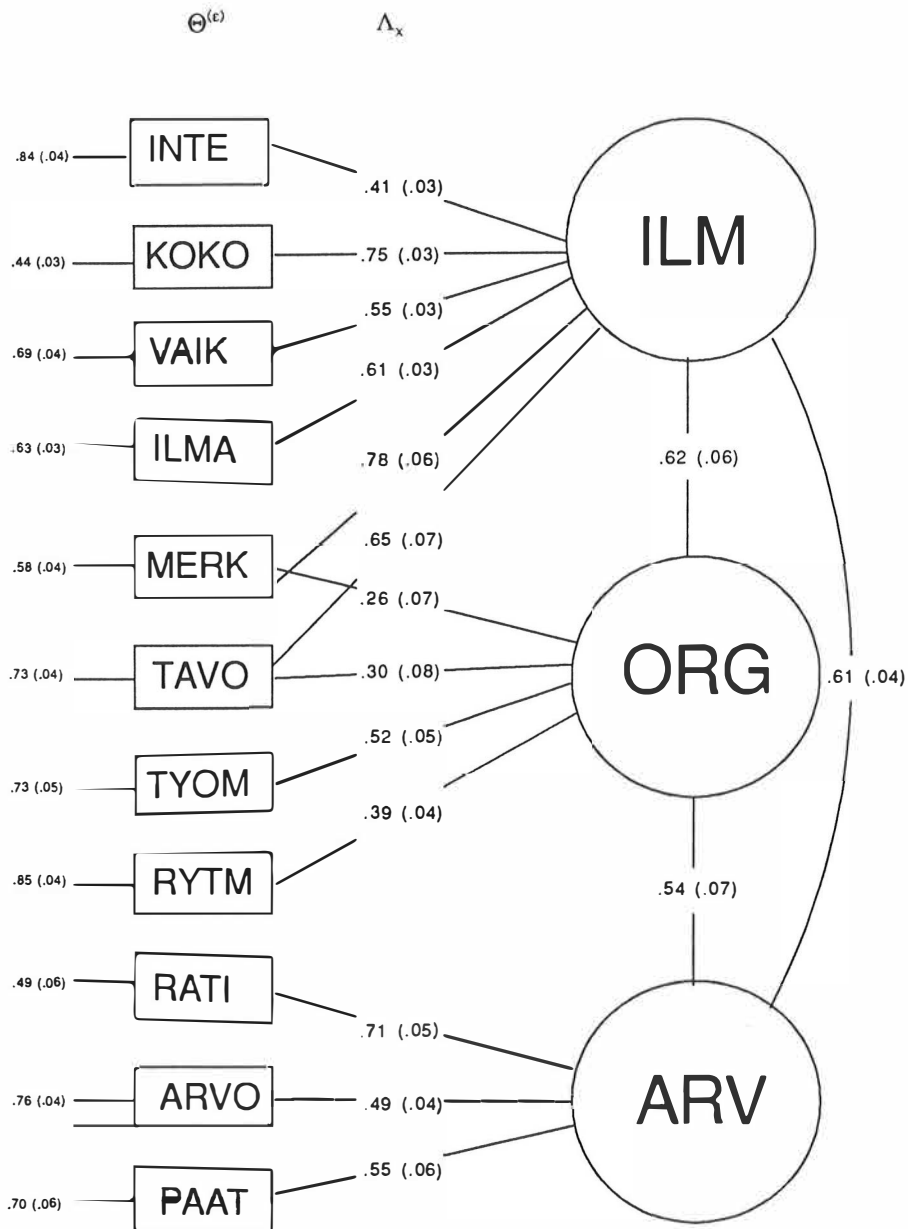 Θ(ε) Λx
INTE
.84 (.04)
.41 (.03)
ILM
KOKO
.44 (.03)
.75 (.03)
.55 (.03)
VAIK
.69 (.04)
.61 (.03)
ILMA
.63 (.03)
.78 (.06)
.62 (.06)
.65 (.07)
MERK
.58 (.04)
.26 (.07)
TAVO
.73 (.04)
.30 (.08)
ORG
.61 (.04)
.52 (.05)
TYOM
.73 (.05)
.39 (.04)
RYTM
.85 (.04)
.54 (.07)
RATI
.49 (.06)
.71 (.05)
ARVO
.76 (.04)
.49 (.04)
ARV
.55 (.06)
PAAT
.70 (.06)